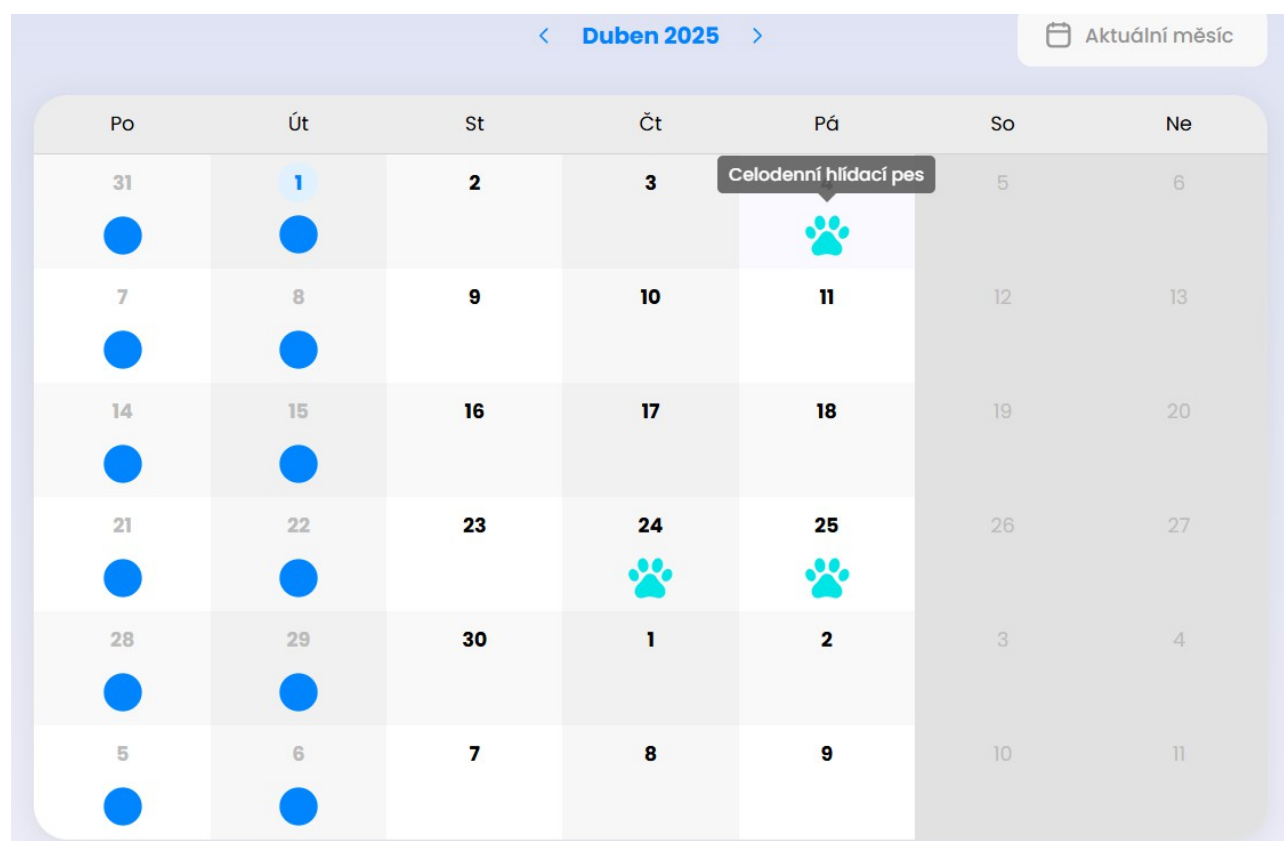 Duben 2025
Aktuální měsíc
Po Út St Čt Pá So Ne
31 1 2 3 Celodenní hlídací pes 5 6
7 8 9 10 11 12 13
14 15 16 17 18 19 20
21 22 23 24 25 26 27
28 29 30 1 2 3 4
5 6 7 8 9 10 11